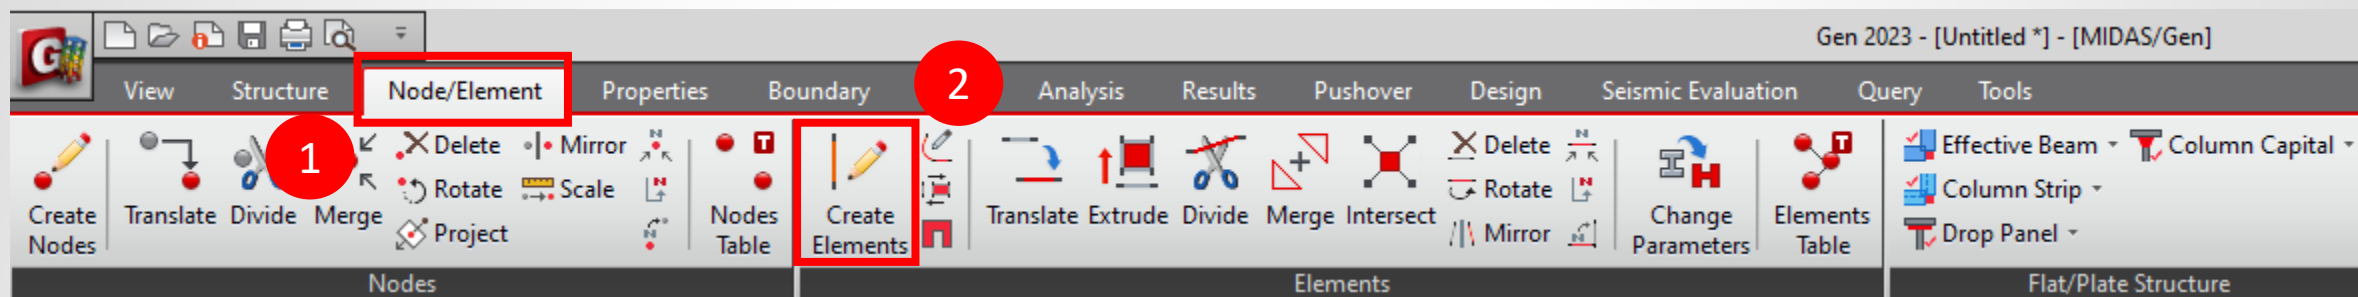 Gen 2023 - [Untitled *] - [MIDAS/Gen]
G
View Structure Node/Element Properties Boundary 2 Analysis Results Pushover Design Seismic Evaluation Query Tools
1
Create Nodes
Translate Divide Merge
Delete Mirror
Rotate Scale
Project
Nodes Table
Create Elements
Translate Extrude Divide Merge Intersect
Delete
Rotate
Mirror
Change Parameters
Elements Table
Effective Beam Column Capital
Column Strip
Drop Panel
Nodes Elements Flat/Plate Structure